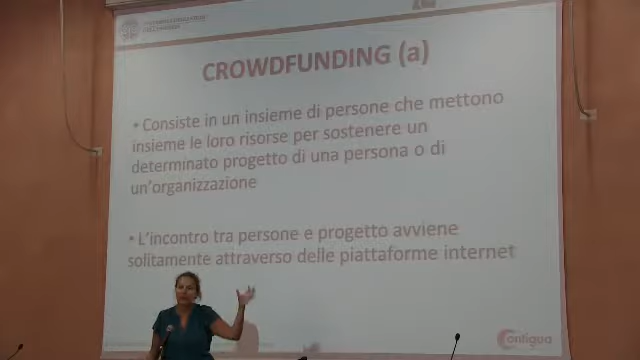 CROWDFUNDING (a)
• Consiste in un insieme di persone che mettono
insieme le loro risorse per sostenere un
determinato progetto di una persona o di
un'organizzazione
• L'incontro tra persone e progetto avviene
solitamente attraverso delle piattaforme internet
Contigua